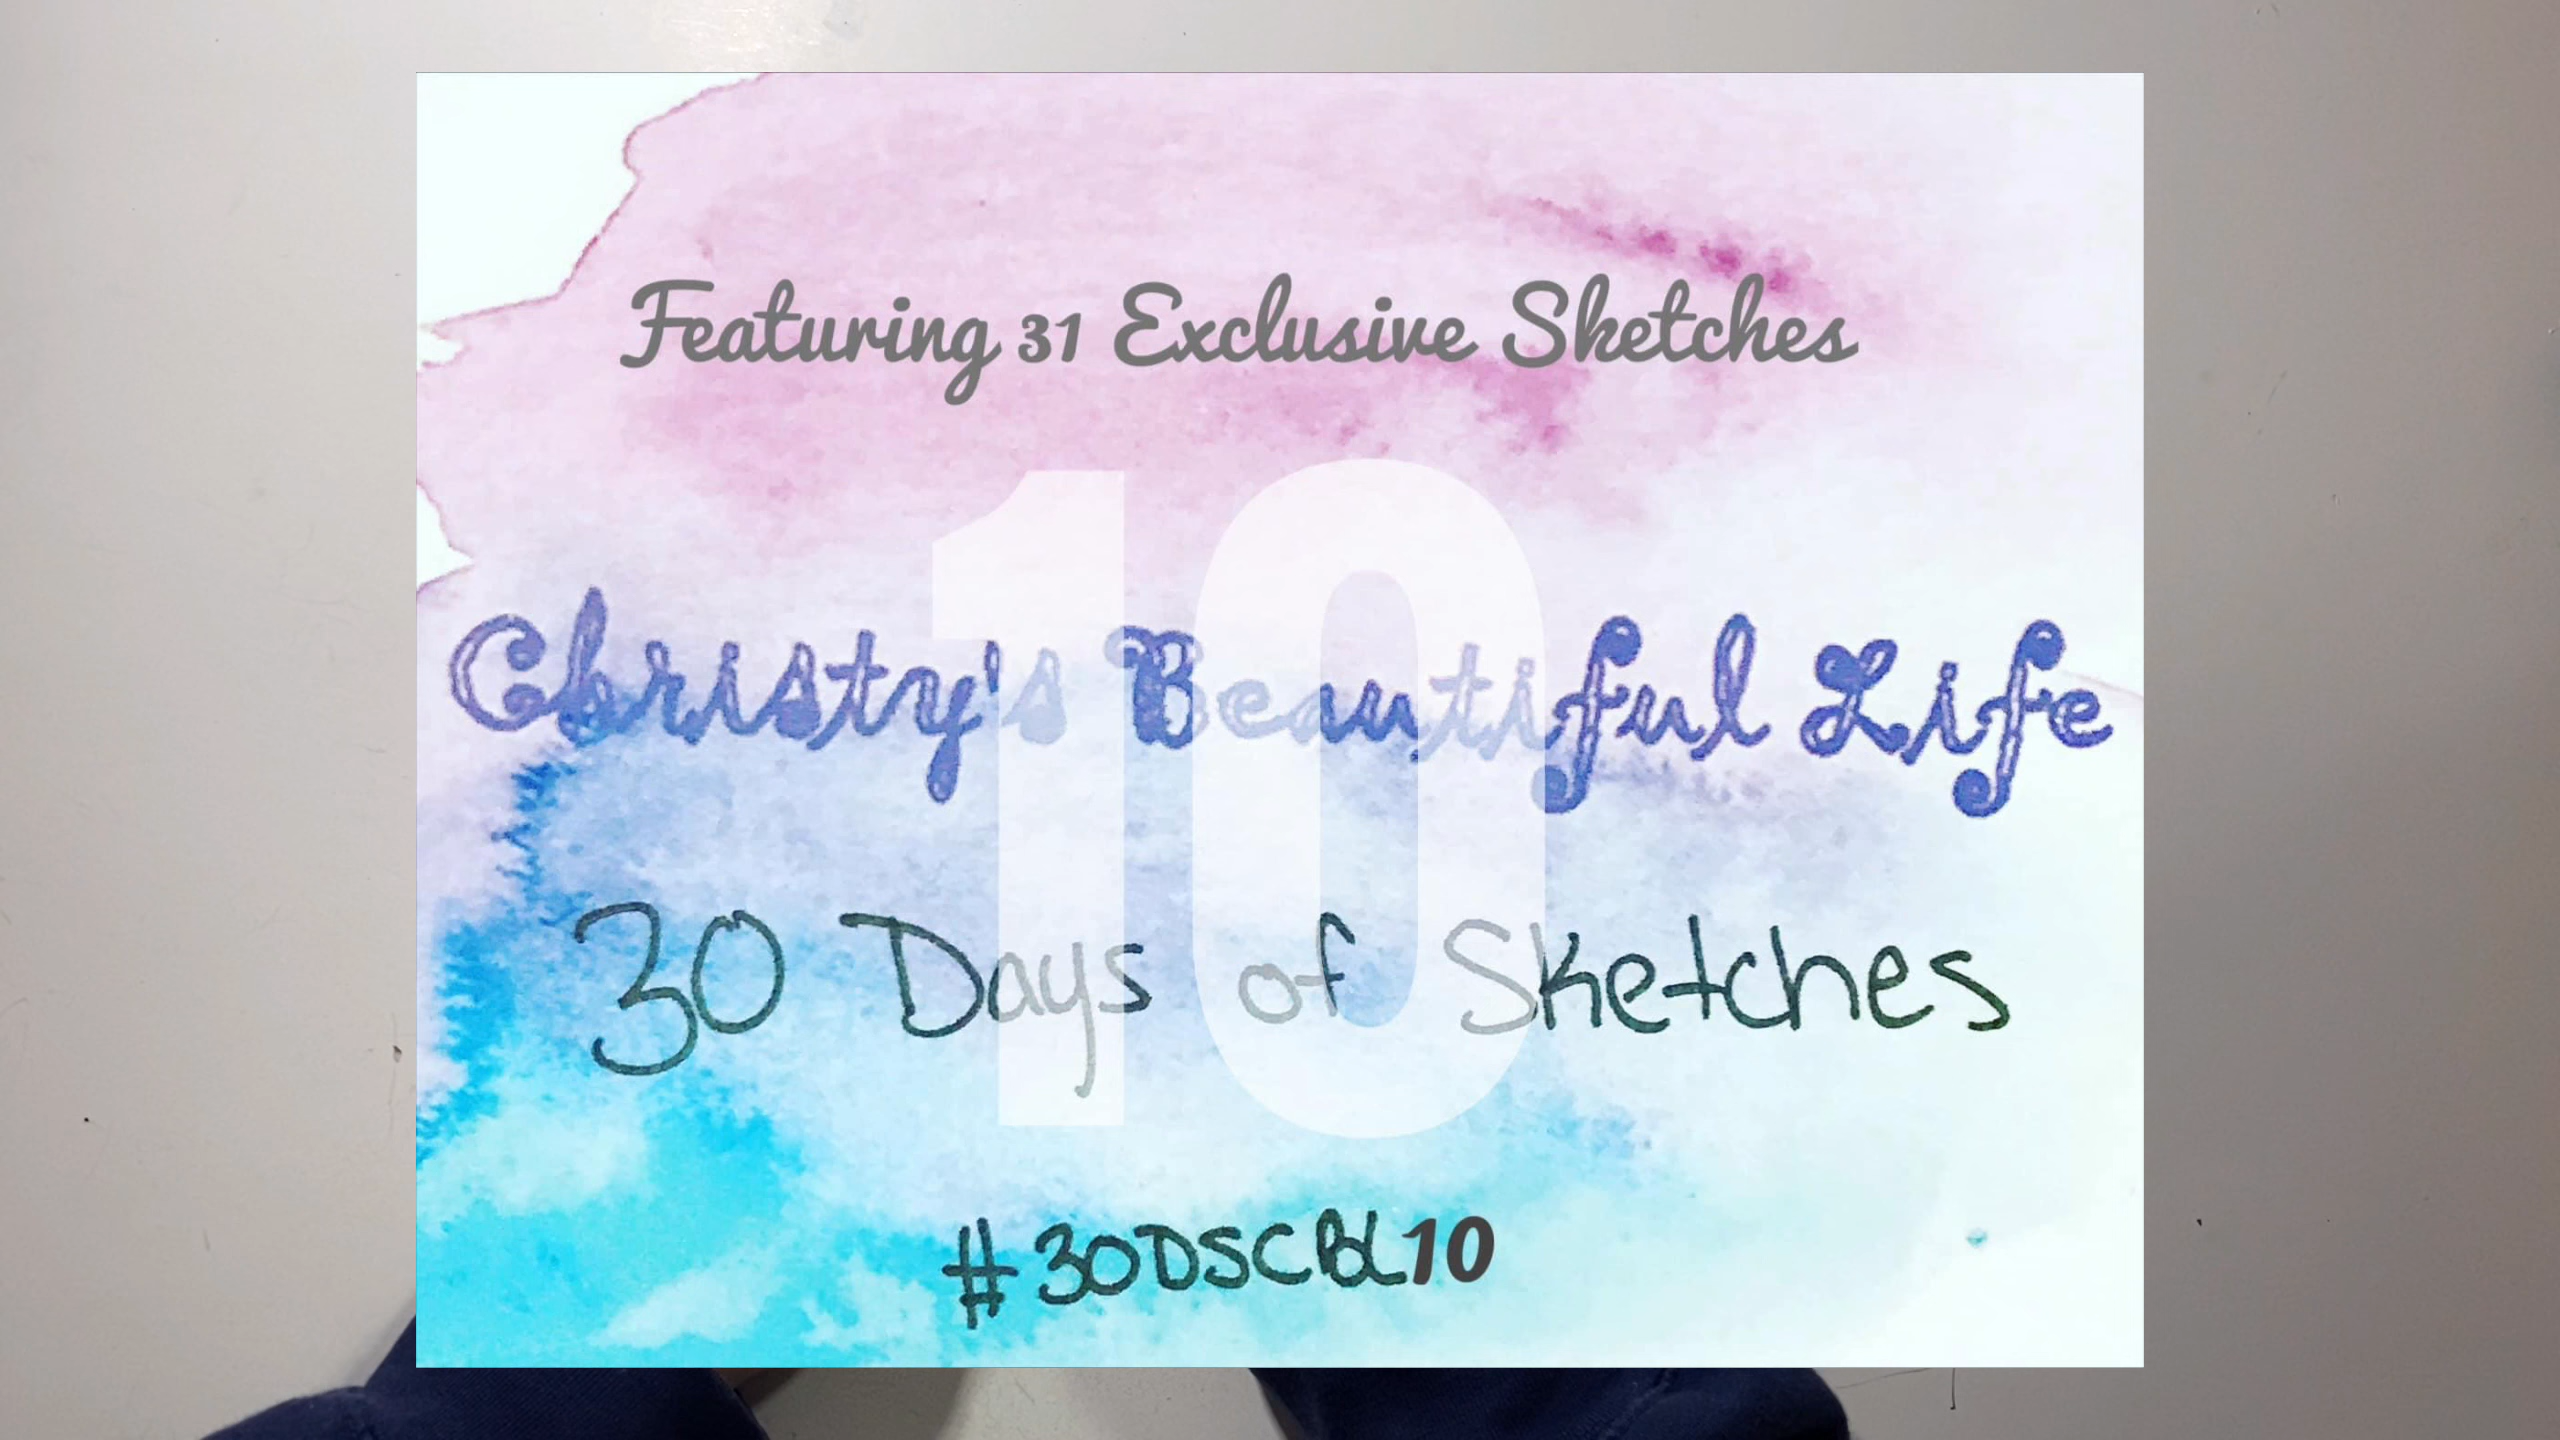 Featuring 31 Exclusive Sketches
10
Christy's Beautiful Life
30 Days of Sketches
#30DSCBL10